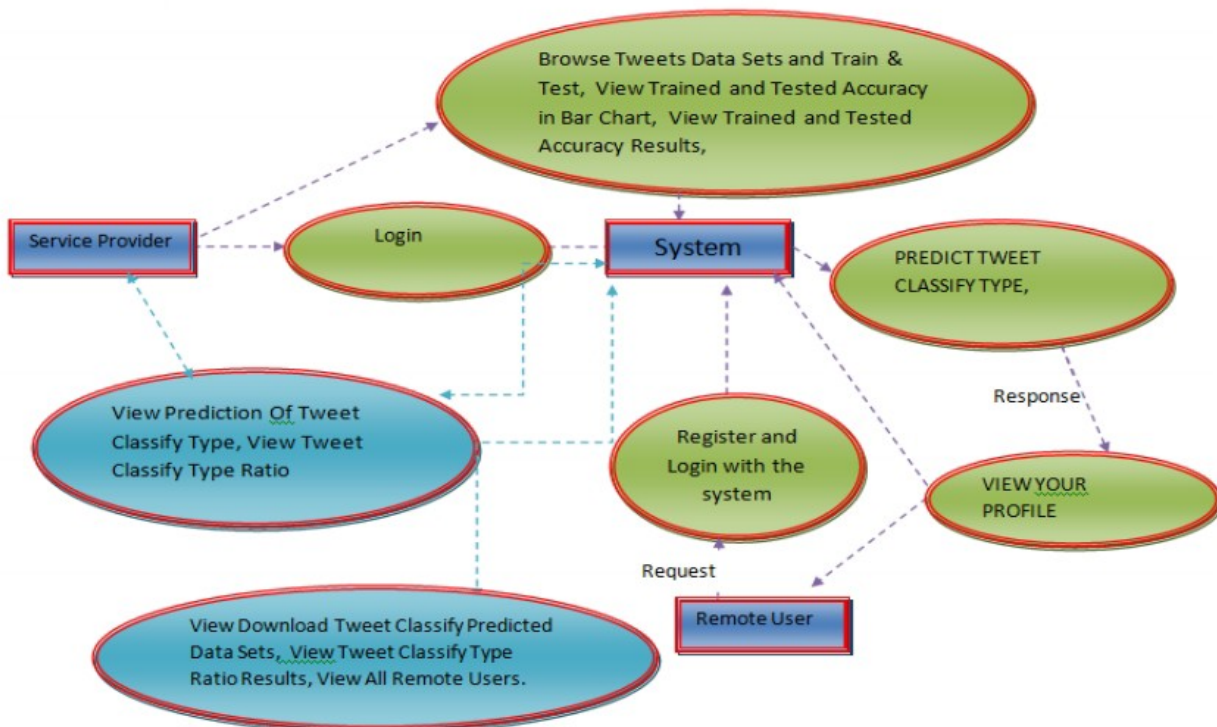 Browse Tweets Data Sets and Train &
Test, View Trained and Tested Accuracy
in Bar Chart, View Trained and Tested
Accuracy Results,
Service Provider
Login
System
PREDICT TWEET
CLASSIFY TYPE,
Response
View Prediction Of Tweet
Classify Type, View Tweet
Classify Type Ratio
Register and
Login with the
system
VIEW YOUR
PROFILE
Request
Remote User
View Download Tweet Classify Predicted
Data Sets, View Tweet Classify Type
Ratio Results, View All Remote Users.